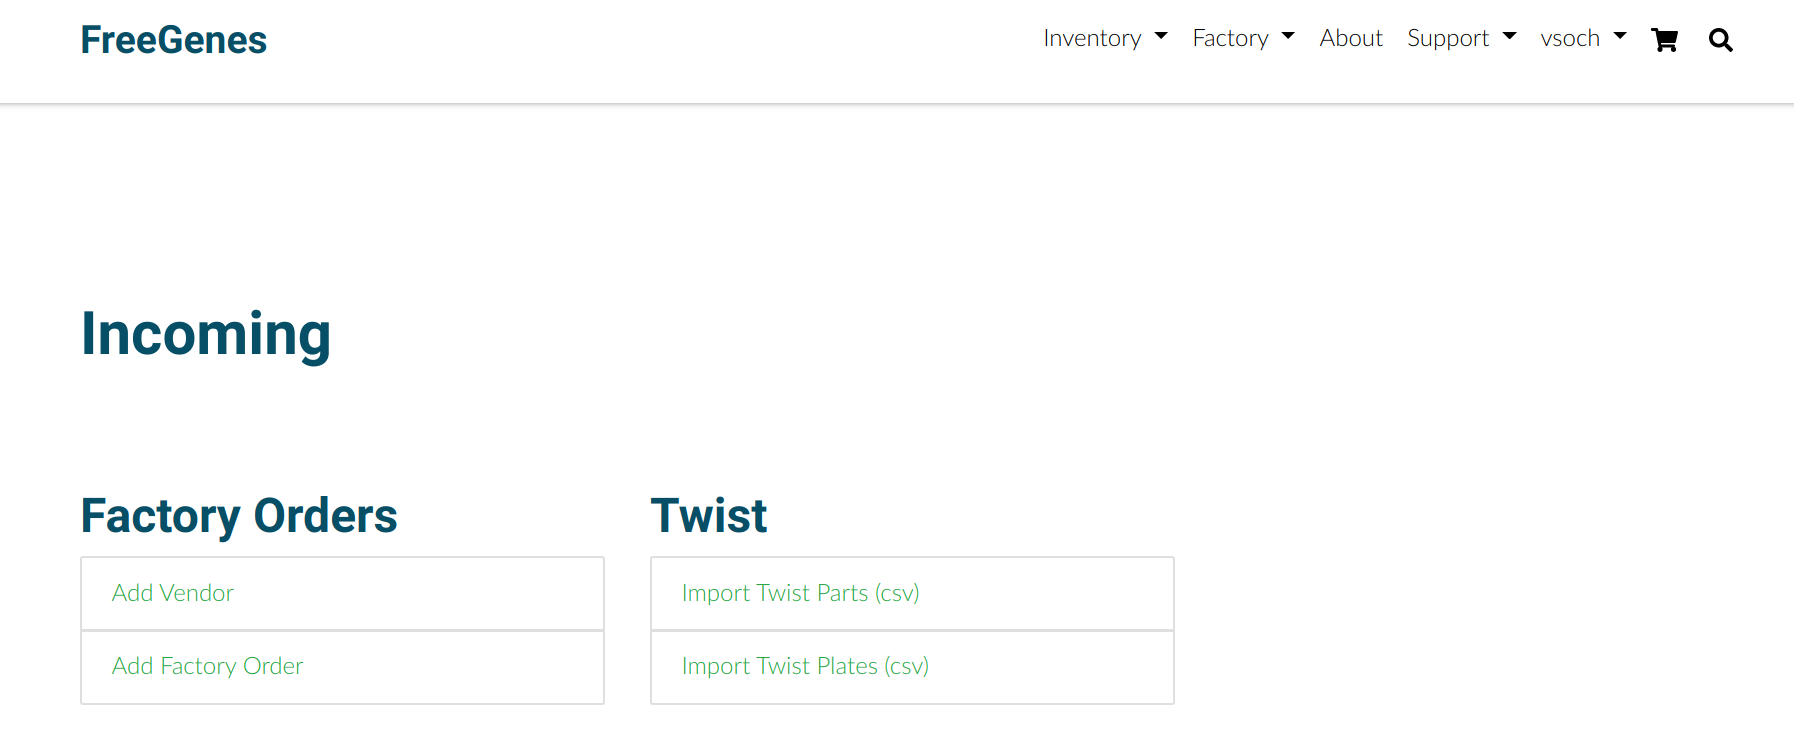 FreeGenes Inventory Factory About Support vsoch
Incoming
Factory Orders
Add Vendor
Add Factory Order
Twist
Import Twist Parts (csv)
Import Twist Plates (csv)